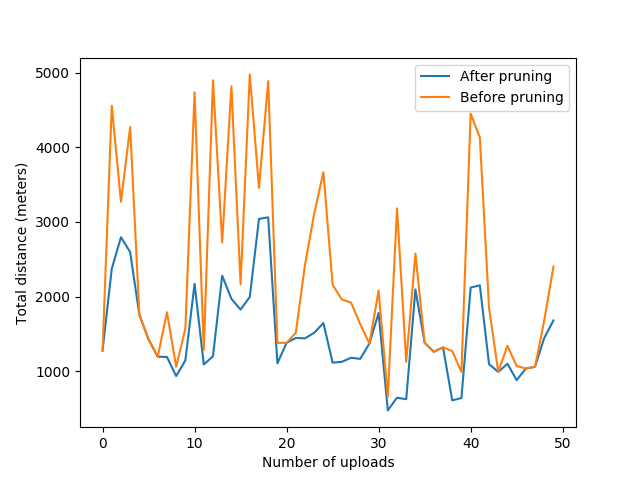 After pruning
Before pruning
Total distance (meters)
5000
4000
3000
2000
1000
0
10
20
30
40
50
Number of uploads